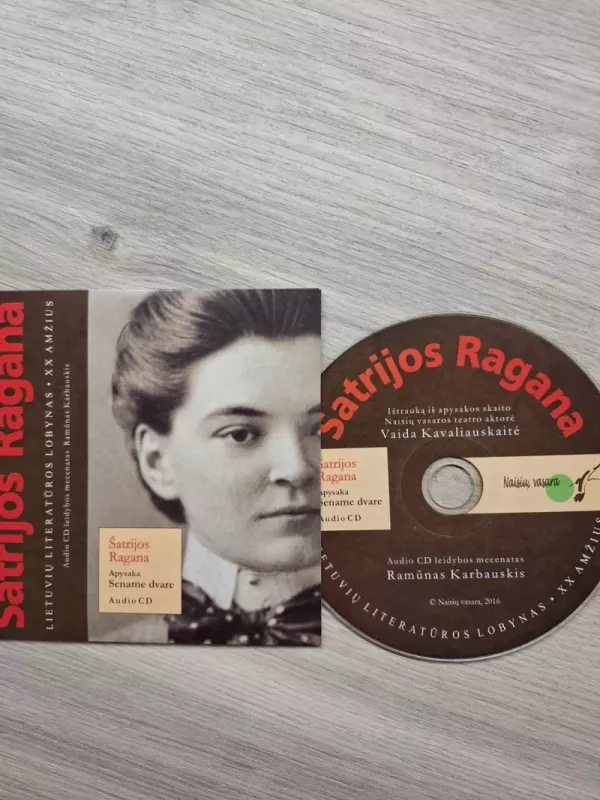 Šatrijos Ragana
LIETUVIŲ LITERATŪROS LOBYNAS • XX AMŽIUS
Audio CD leidybos mecenatas Ramūnas Karbauskis
Šatrijos
Ragana
Apysaka
Sename dvare
Audio CD
Šatrijos Ragana
Ištrauką iš apysakos skaito
Naisių vasaros teatro aktorė
Vaida Kavaliauskaitė
Šatrijos
Ragana
Apysaka
Sename dvare
Audio CD
Naisių vasara
Audio CD leidybos mecenatas
Ramūnas Karbauskis
© Naisių vasara, 2016
LIETUVIŲ LITERATŪROS LOBYNAS • XX AMŽIUS